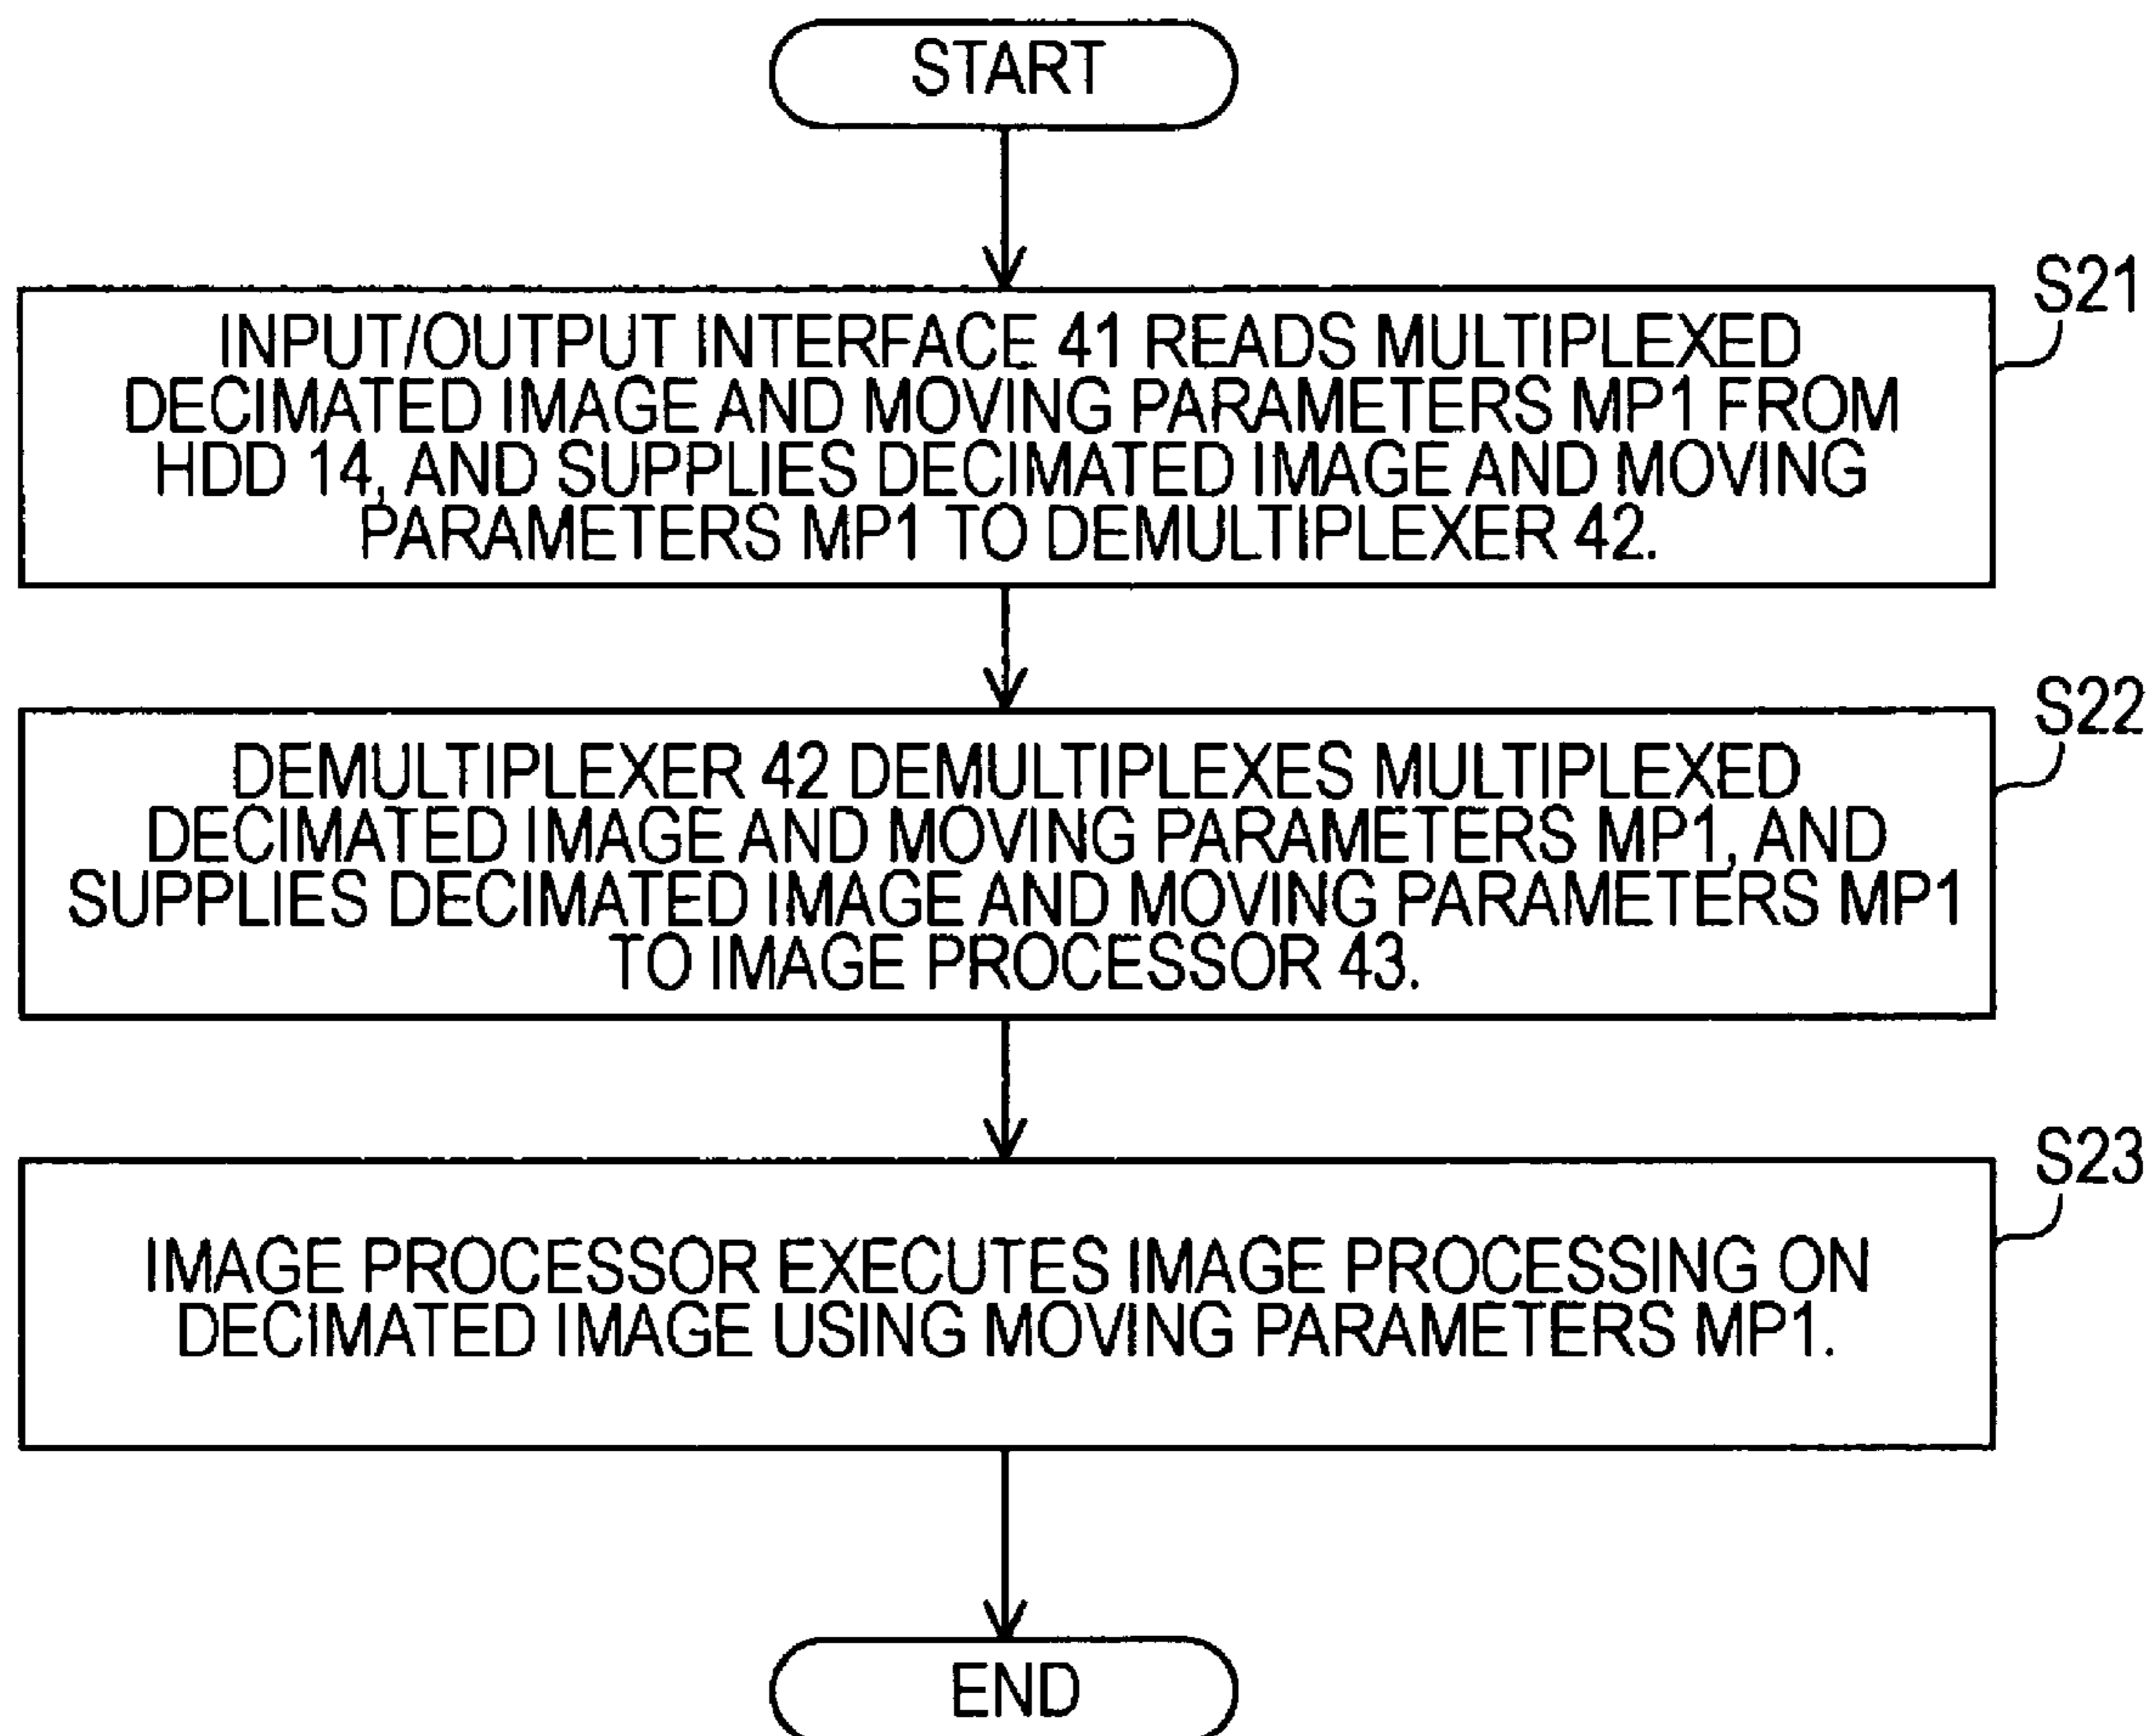 START
S21
INPUT/OUTPUT INTERFACE 41 READS MULTIPLEXED
DECIMATED IMAGE AND MOVING PARAMETERS MP1 FROM
HDD 14, AND SUPPLIES DECIMATED IMAGE AND MOVING
PARAMETERS MP1 TO DEMULTIPLEXER 42.
S22
DEMULTIPLEXER 42 DEMULTIPLEXES MULTIPLEXED
DECIMATED IMAGE AND MOVING PARAMETERS MP1, AND
SUPPLIES DECIMATED IMAGE AND MOVING PARAMETERS MP1
TO IMAGE PROCESSOR 43.
S23
IMAGE PROCESSOR EXECUTES IMAGE PROCESSING ON
DECIMATED IMAGE USING MOVING PARAMETERS MP1.
END